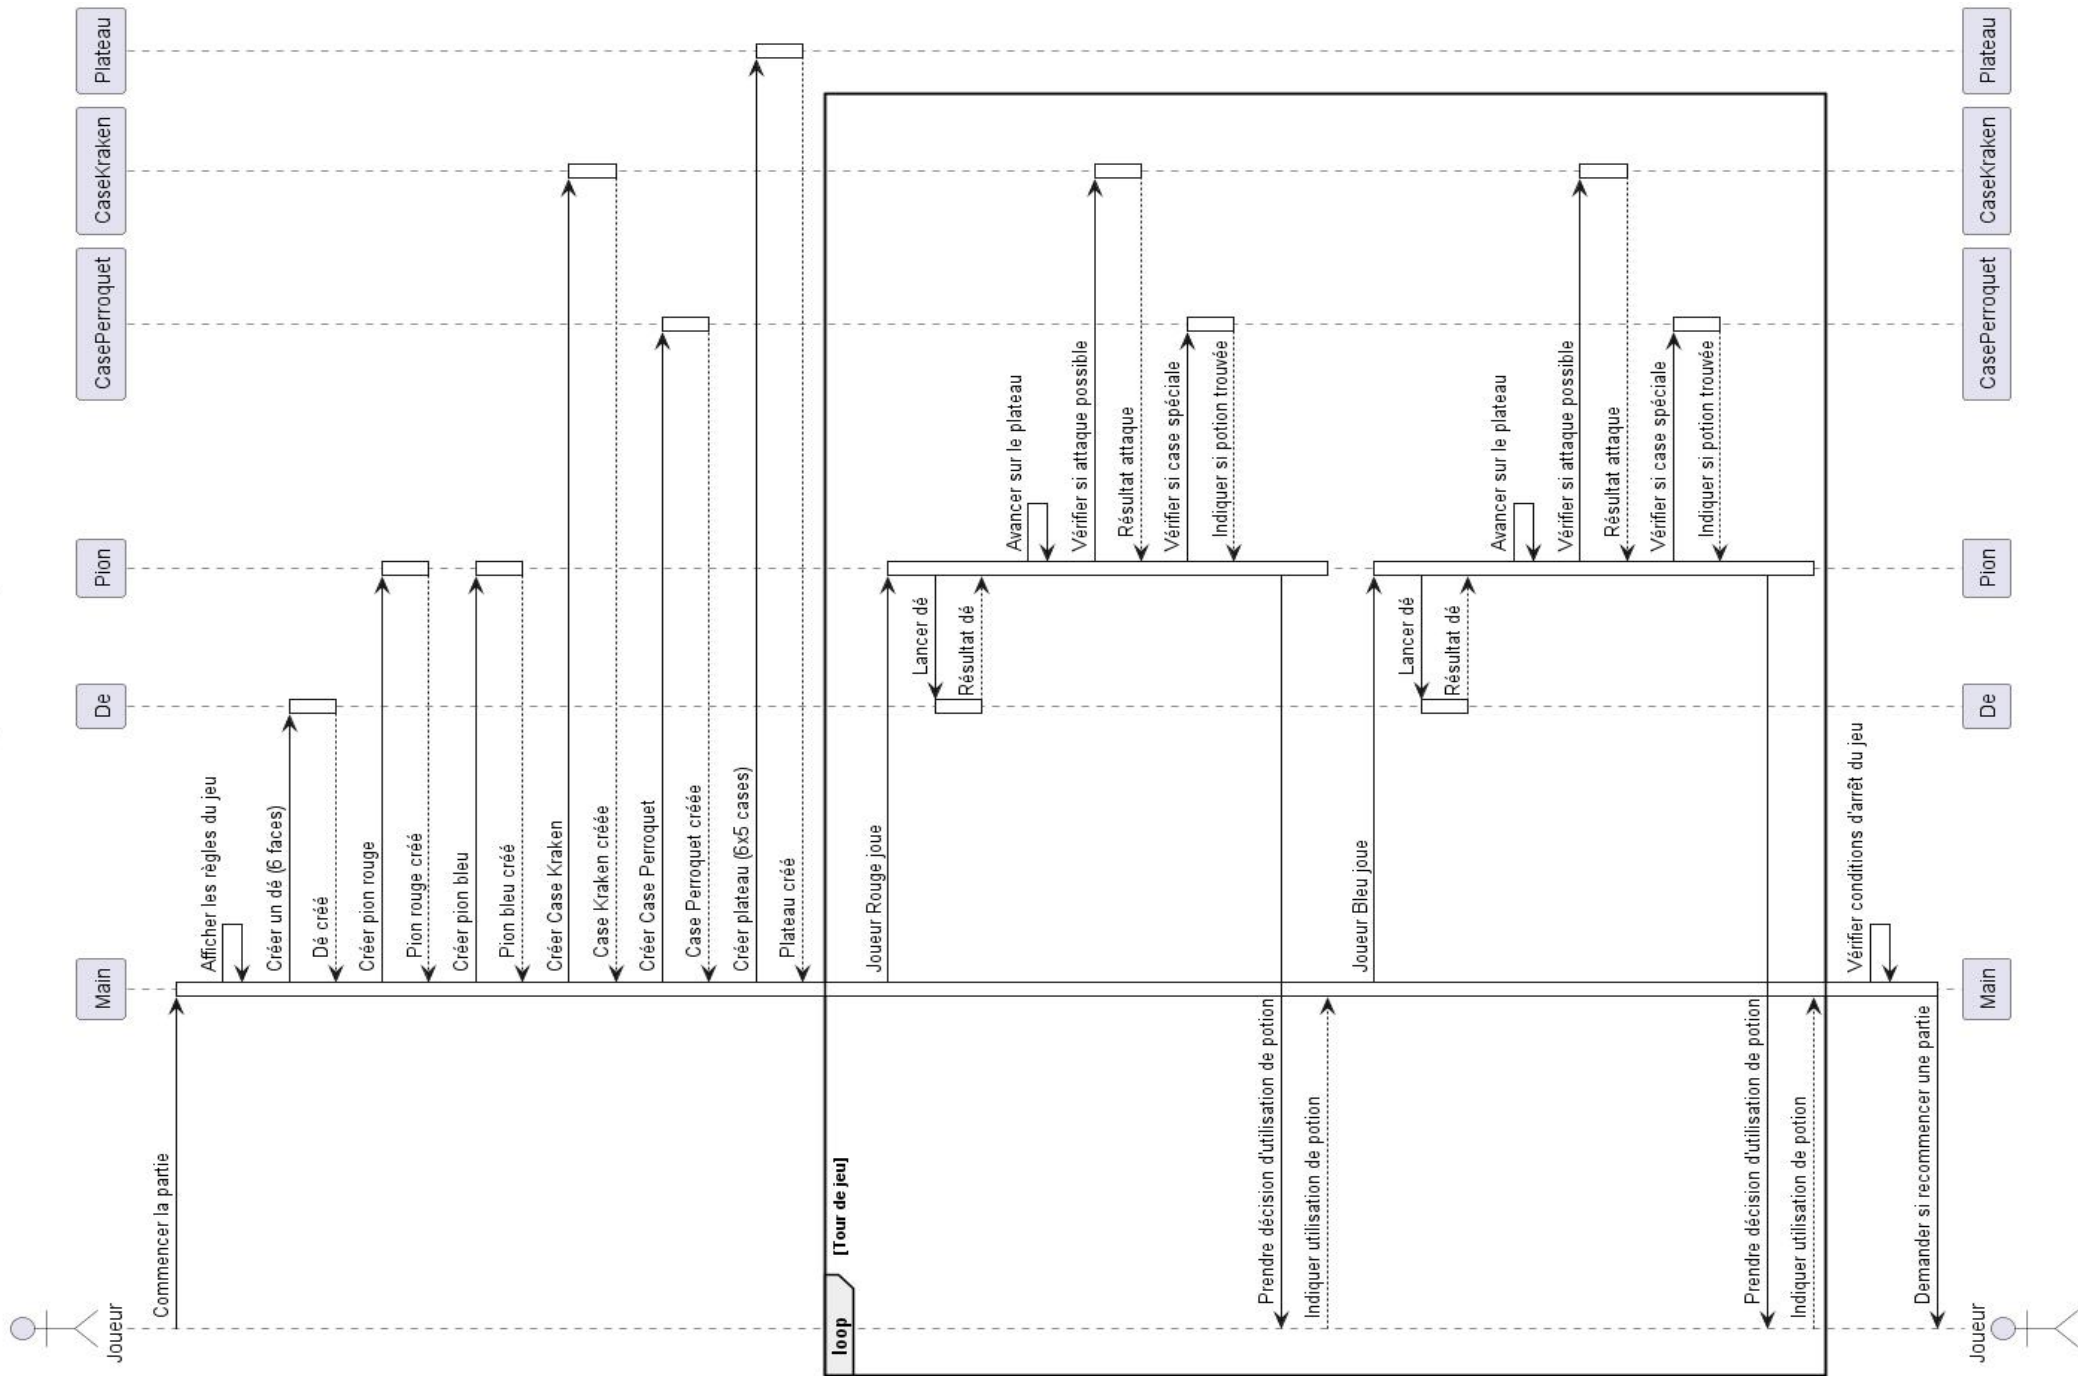 Joueur
Main
De
Pion
CasePerroquet
CaseKraken
Plateau
Commencer la partie
Afficher les règles du jeu
Créer un dé (6 faces)
Dé créé
Créer pion rouge
Pion rouge créé
Créer pion bleu
Pion bleu créé
Créer Case Kraken
Case Kraken créée
Créer Case Perroquet
Case Perroquet créée
Créer plateau (6x5 cases)
Plateau créé
loop
[Tour de jeu]
Joueur Rouge joue
Lancer dé
Résultat dé
Avancer sur le plateau
Vérifier si attaque possible
Résultat attaque
Vérifier si case spéciale
Indiquer si potion trouvée
Prendre décision d'utilisation de potion
Indiquer utilisation de potion
Joueur Bleu joue
Lancer dé
Résultat dé
Avancer sur le plateau
Vérifier si attaque possible
Résultat attaque
Vérifier si case spéciale
Indiquer si potion trouvée
Prendre décision d'utilisation de potion
Indiquer utilisation de potion
Vérifier conditions d'arrêt du jeu
Demander si recommencer une partie
Joueur
Main
De
Pion
CasePerroquet
CaseKraken
Plateau